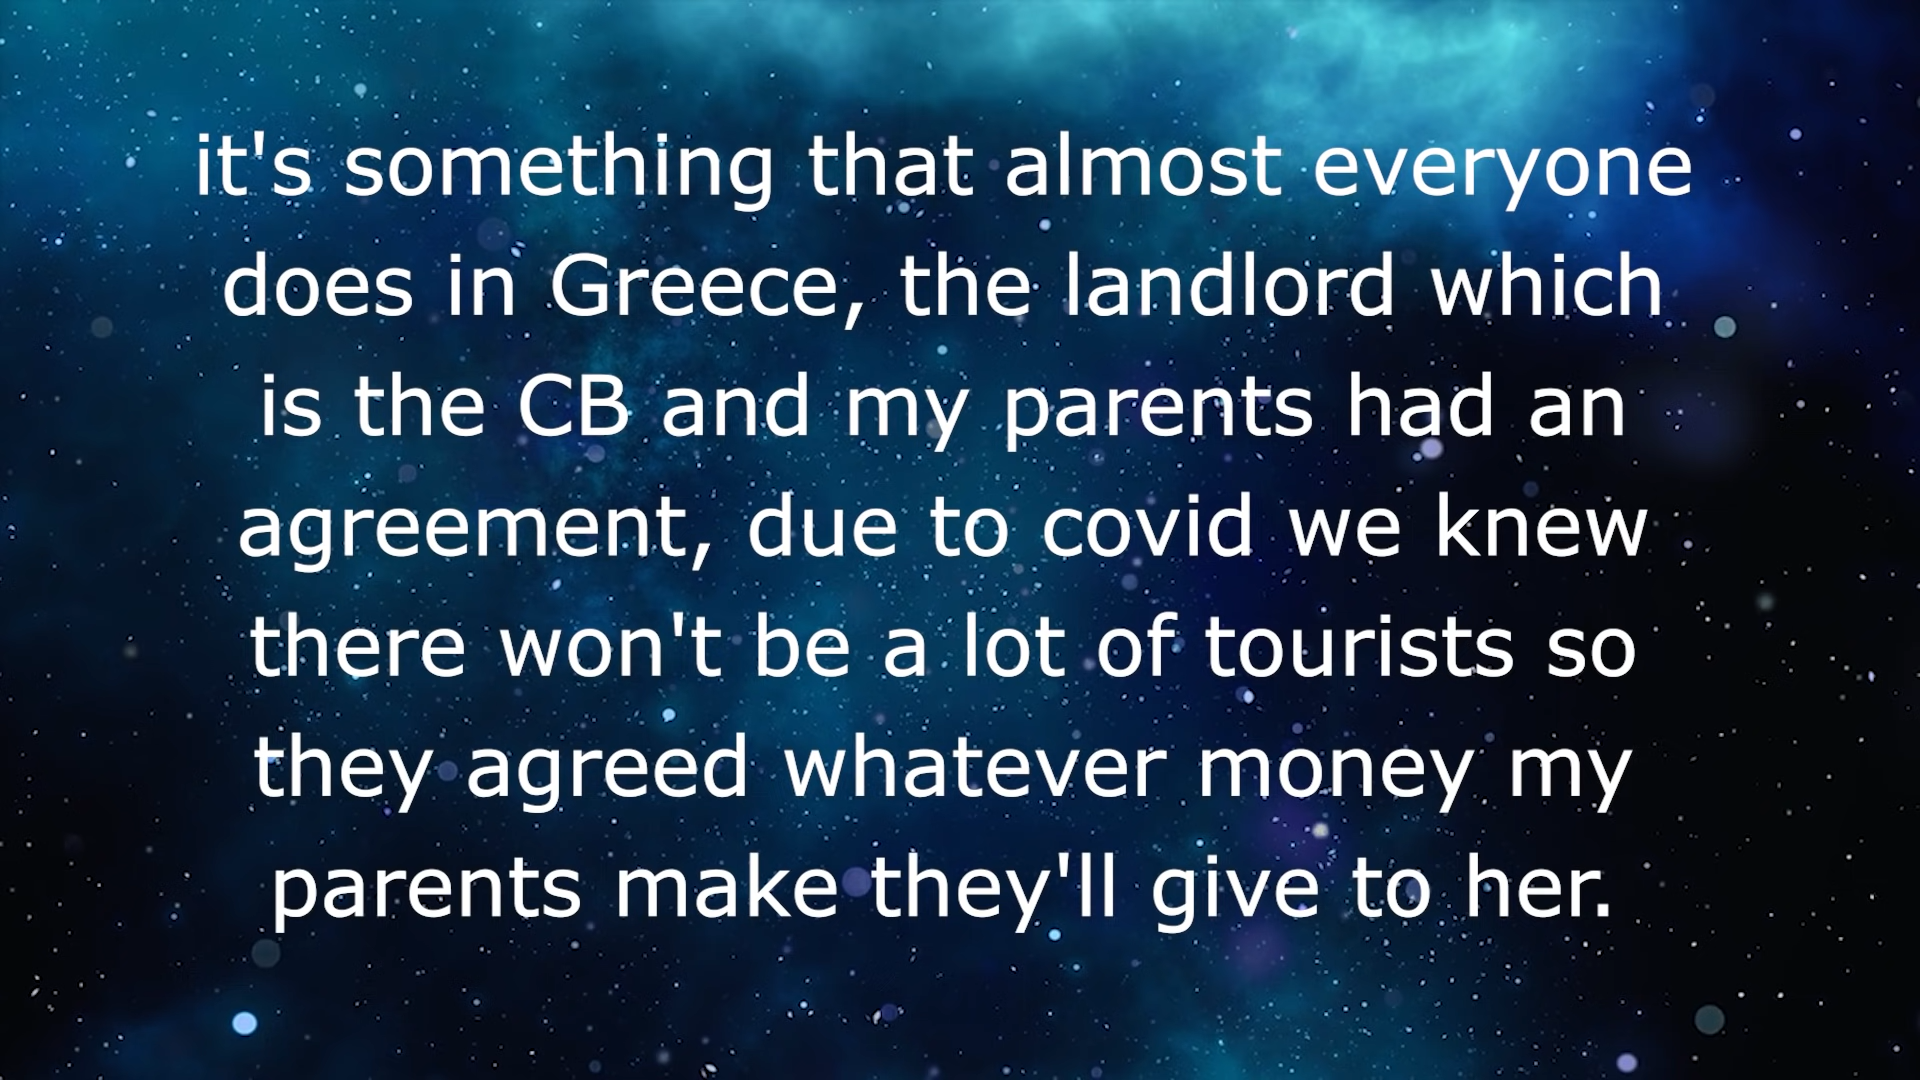 it's something that almost everyone
does in Greece, the landlord which
is the CB and my parents had an
agreement, due to covid we knew
there won't be a lot of tourists so
they agreed whatever money my
parents make they'll give to her.